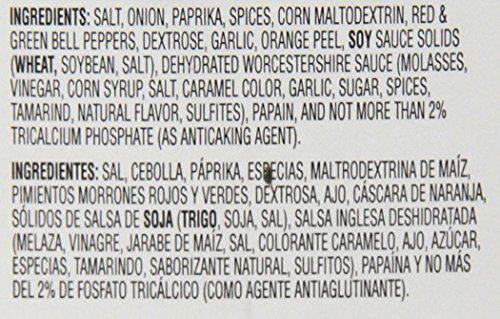 INGREDIENTS: SALT, ONION, PAPRIKA, SPICES, CORN MALTODEXTRIN, RED &
GREEN BELL PEPPERS, DEXTROSE, GARLIC, ORANGE PEEL, SOY SAUCE SOLIDS
(WHEAT, SOYBEAN, SALT), DEHYDRATED WORCESTERSHIRE SAUCE (MOLASSES,
VINEGAR, CORN SYRUP, SALT, CARAMEL COLOR, GARLIC, SUGAR, SPICES,
TAMARIND, NATURAL FLAVOR, SULFITES), PAPAIN, AND NOT MORE THAN 2%
TRICALCIUM PHOSPHATE (AS ANTICAKING AGENT).
INGREDIENTES: SAL, CEBOLLA, PÁPRIKA, ESPECIAS, MALTRODEXTRINA DE MAÍZ,
PIMIENTOS MORRONES ROJOS Y VERDES, DEXTROSA, AJO, CÁSCARA DE NARANJA,
SÓLIDOS DE SALSA DE SOJA (TRIGO, SOJA, SAL), SALSA INGLESA DESHIDRATADA
(MELAZA, VINAGRE, JARABE DE MAÍZ, SAL, COLORANTE CARAMELO, AJO, AZÚCAR,
ESPECIAS, TAMARINDO, SABORIZANTE NATURAL, SULFITOS), PAPAÍNA Y NO MÁS
DEL 2% DE FOSFATO TRICÁLCICO (COMO AGENTE ANTIAGLUTINANTE).